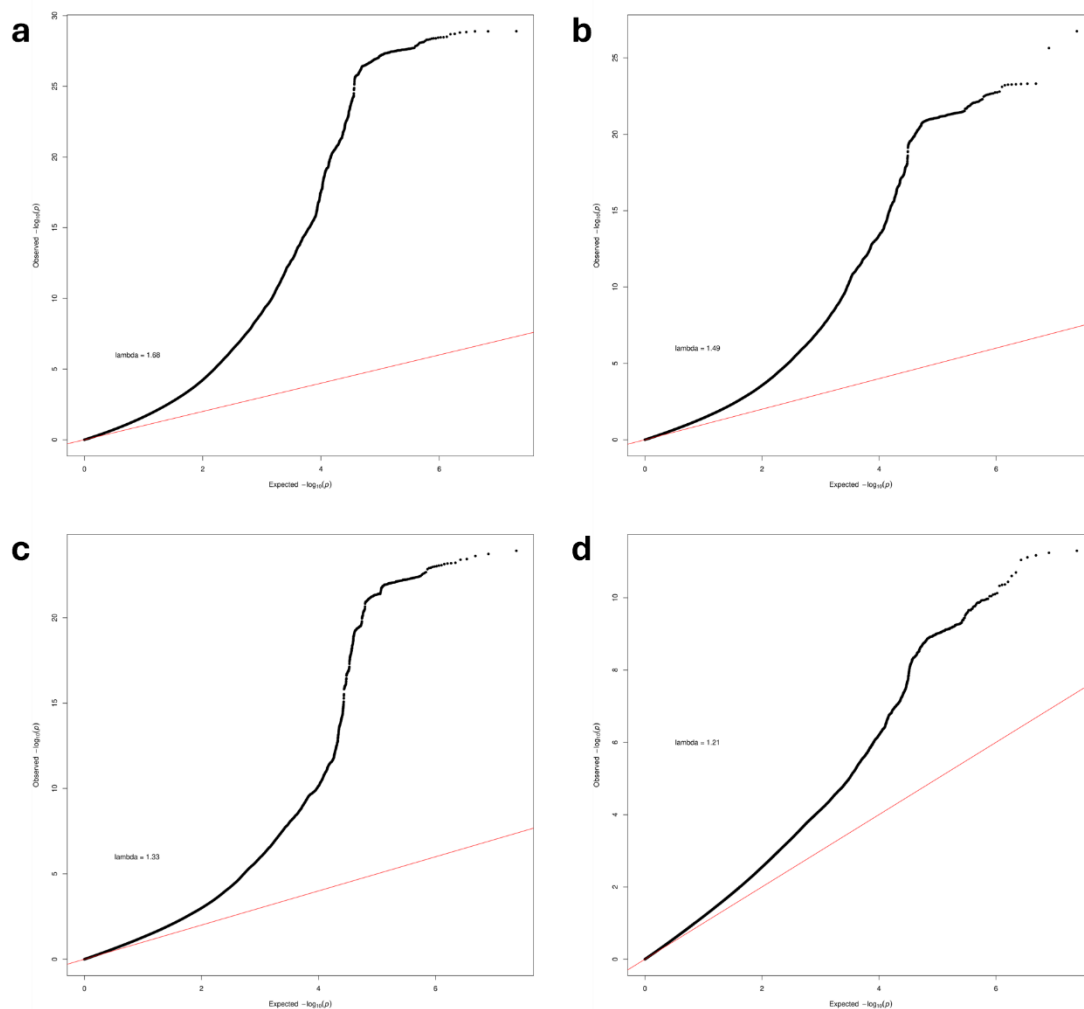 a
30
25
20
15
10
5
0
Observed −log₁₀(p)
lambda = 1.68
0 2 4 6
Expected −log₁₀(p)
b
25
20
15
10
5
0
Observed −log₁₀(p)
lambda = 1.49
0 2 4 6
Expected −log₁₀(p)
c
20
15
10
5
0
Observed −log₁₀(p)
lambda = 1.33
0 2 4 6
Expected −log₁₀(p)
d
10
8
6
4
2
0
Observed −log₁₀(p)
lambda = 1.21
0 2 4 6
Expected −log₁₀(p)